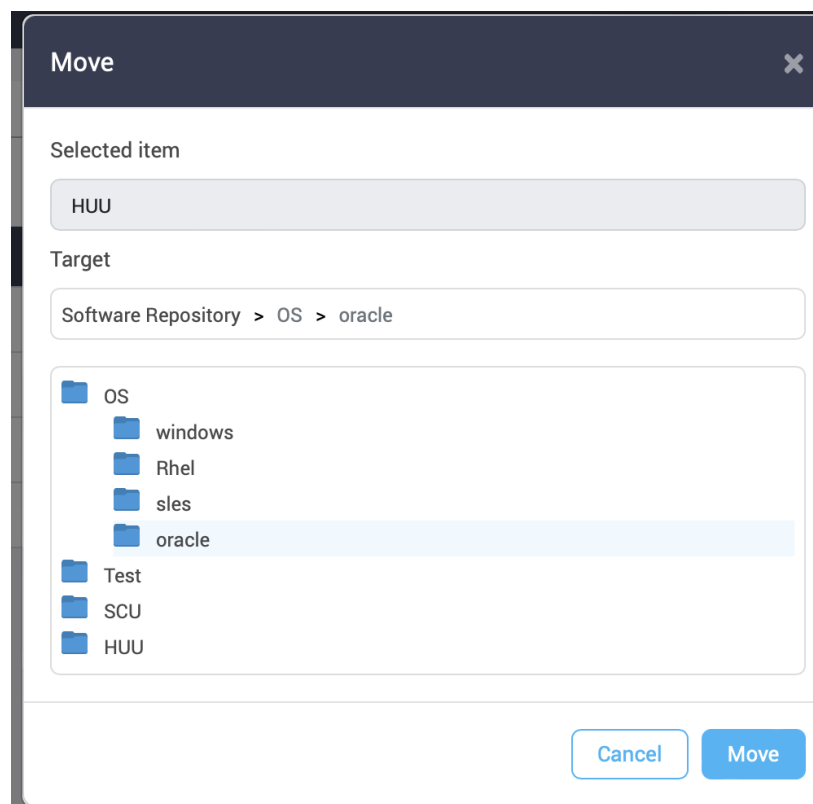 Move
Selected item
HUU
Target
Software Repository > OS > oracle
OS
windows
Rhel
sles
oracle
Test
SCU
HUU
Cancel Move